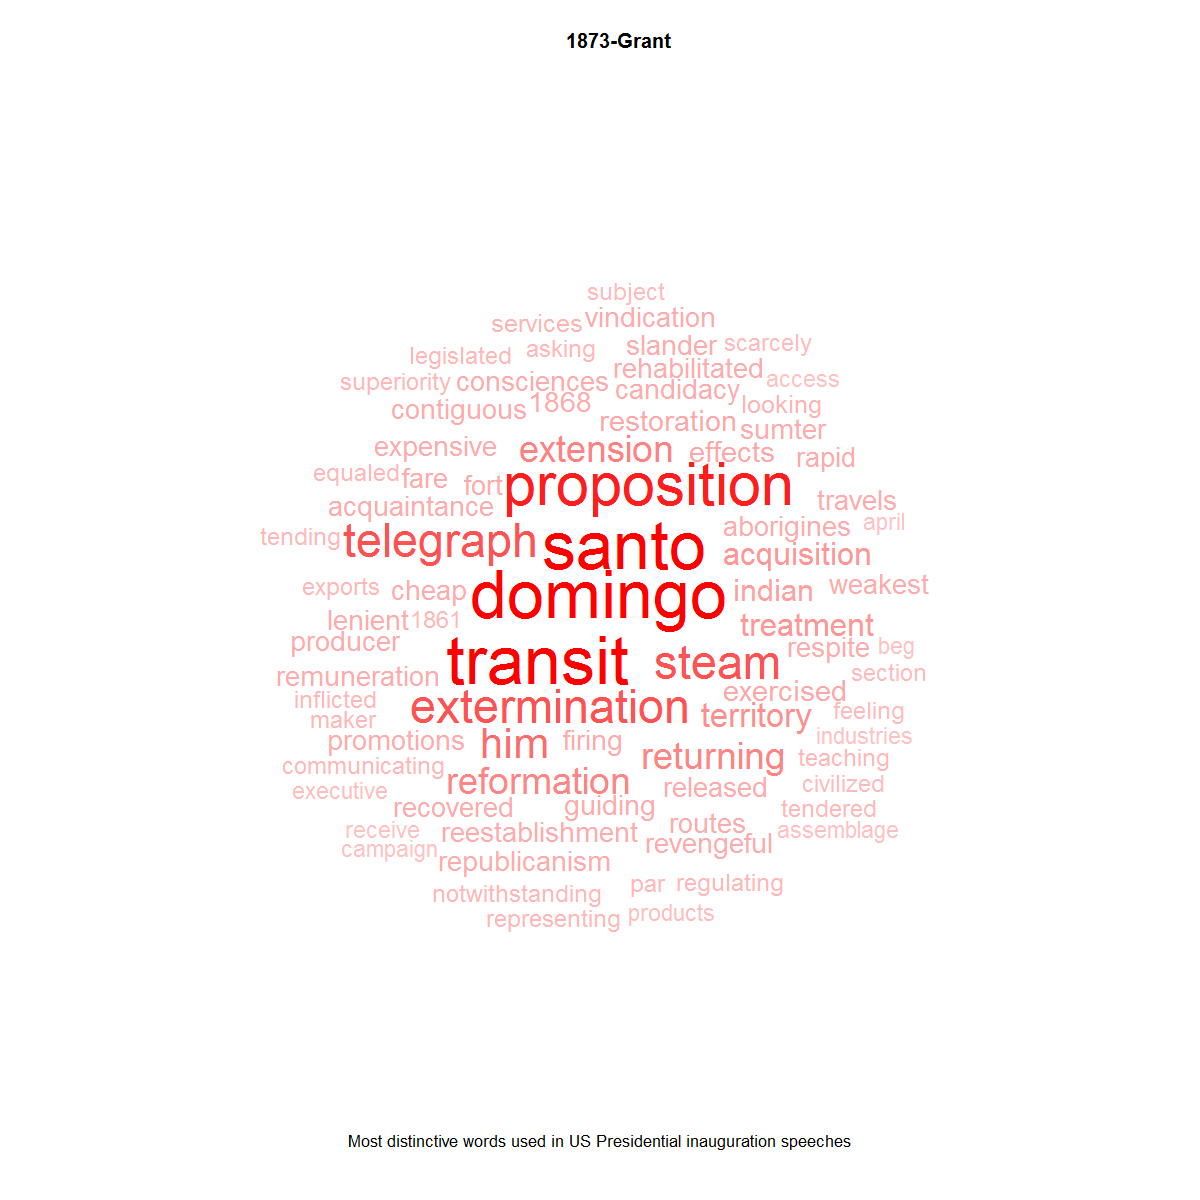 1873-Grant
subject
services vindication
legislated asking slander scarcely
superiority consciences rehabilitated access
contiguous 1868 candidacy looking
restoration sumter
expensive extension effects rapid
equaled fare fort proposition travels
acquaintance aborigines april
tending telegraph santo acquisition
exports cheap domingo indian weakest
lenient 1861 treatment
producer transit steam respite beg
remuneration section
inflicted extermination exercised feeling
maker territory industries
promotions him firing returning teaching
communicating reformation released civilized
executive recovered guiding tendered
receive reestablishment routes assemblage
campaign republicanism revengeful
notwithstanding par regulating
representing products
Most distinctive words used in US Presidential inauguration speeches